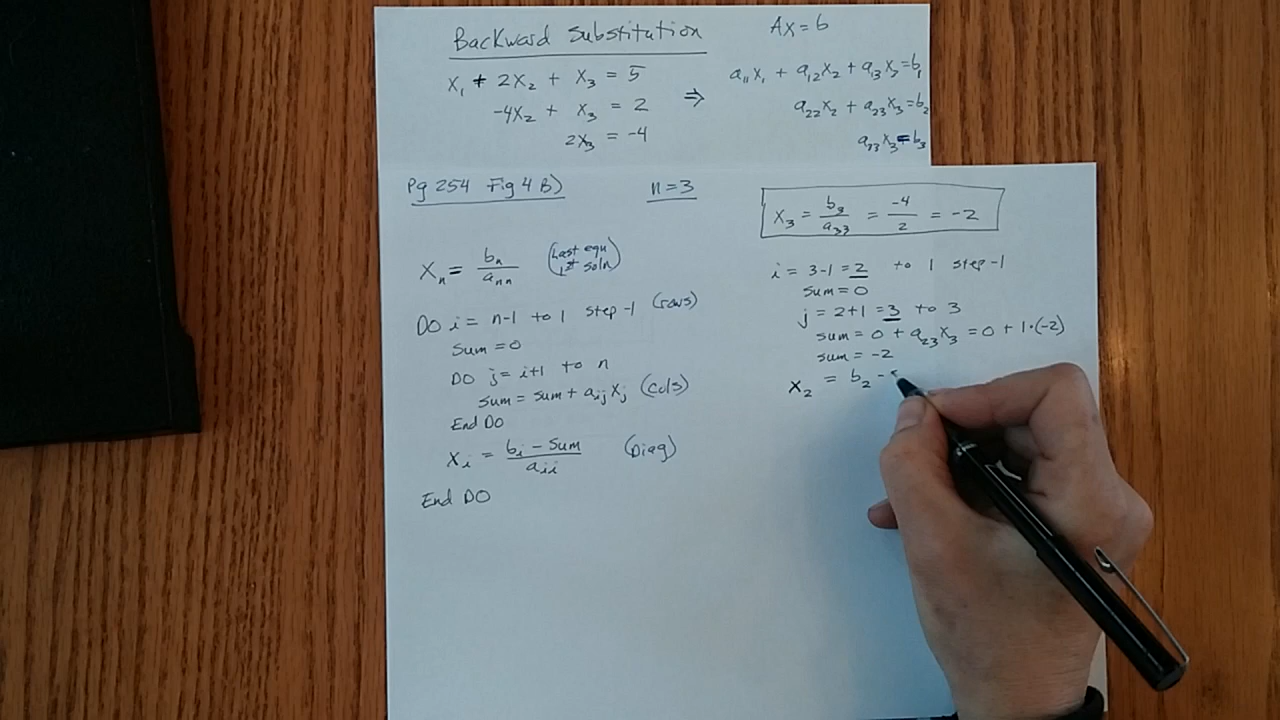 Backward Substitution
Ax = b
x₁ + 2x₂ + x₃ = 5
-4x₂ + x₃ = 2
2x₃ = -4
⇒
a₁₁x₁ + a₁₂x₂ + a₁₃x₃ = b₁
a₂₂x₂ + a₂₃x₃ = b₂
a₃₃x₃ = b₃
Pg 254 Fig 4 B)
n = 3
xₙ = bₙ / aₙₙ (Last equ 1st soln)
DO i = n-1 to 1 step -1 (rows)
sum = 0
DO j = i+1 to n
sum = sum + aᵢⱼ xⱼ (cols)
End DO
xᵢ = bᵢ - sum / aᵢᵢ (Diag)
End DO
x₃ = b₃ / a₃₃ = -4 / 2 = -2
i = 3-1 = 2 to 1 step -1
sum = 0
j = 2+1 = 3 to 3
sum = 0 + a₂₃x₃ = 0 + 1·(-2)
sum = -2
x₂ = b₂ -